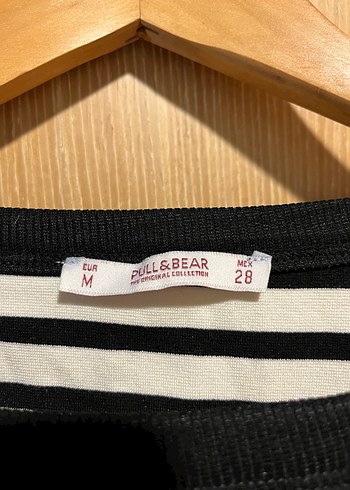 EUR
M
PULL&BEAR
THE ORIGINAL COLLECTION
MEX
28